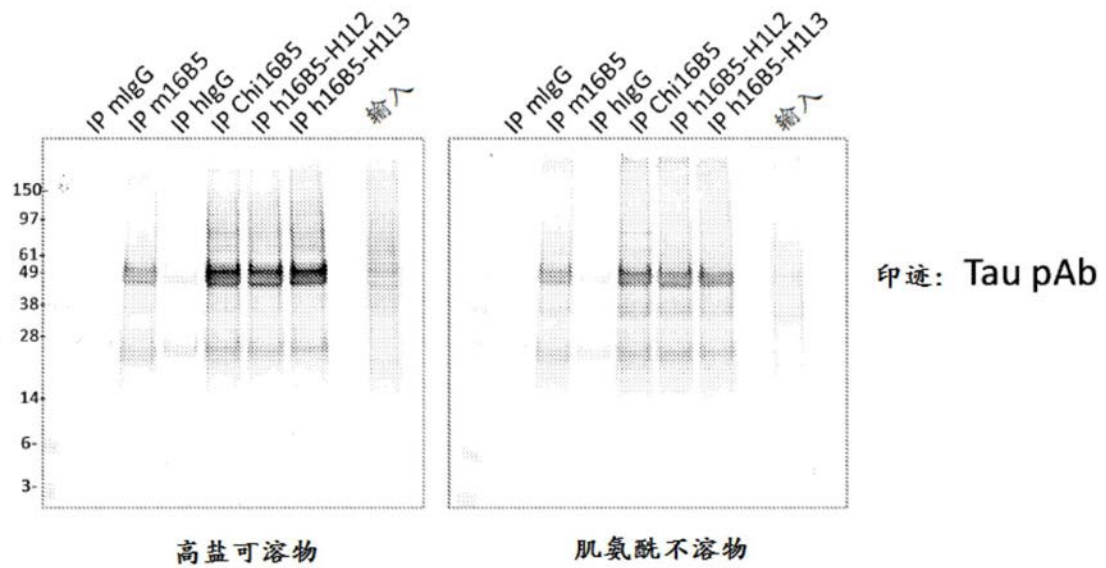 IP mIgG
IP m16B5
IP hIgG
IP Chi16B5
IP h16B5-H1L2
IP h16B5-H1L3
输入
IP mIgG
IP m16B5
IP hIgG
IP Chi16B5
IP h16B5-H1L2
IP h16B5-H1L3
输入
150-
97-
61-
49-
38-
28-
14-
6-
3-
印迹: Tau pAb
高盐可溶物
肌氨酰不溶物